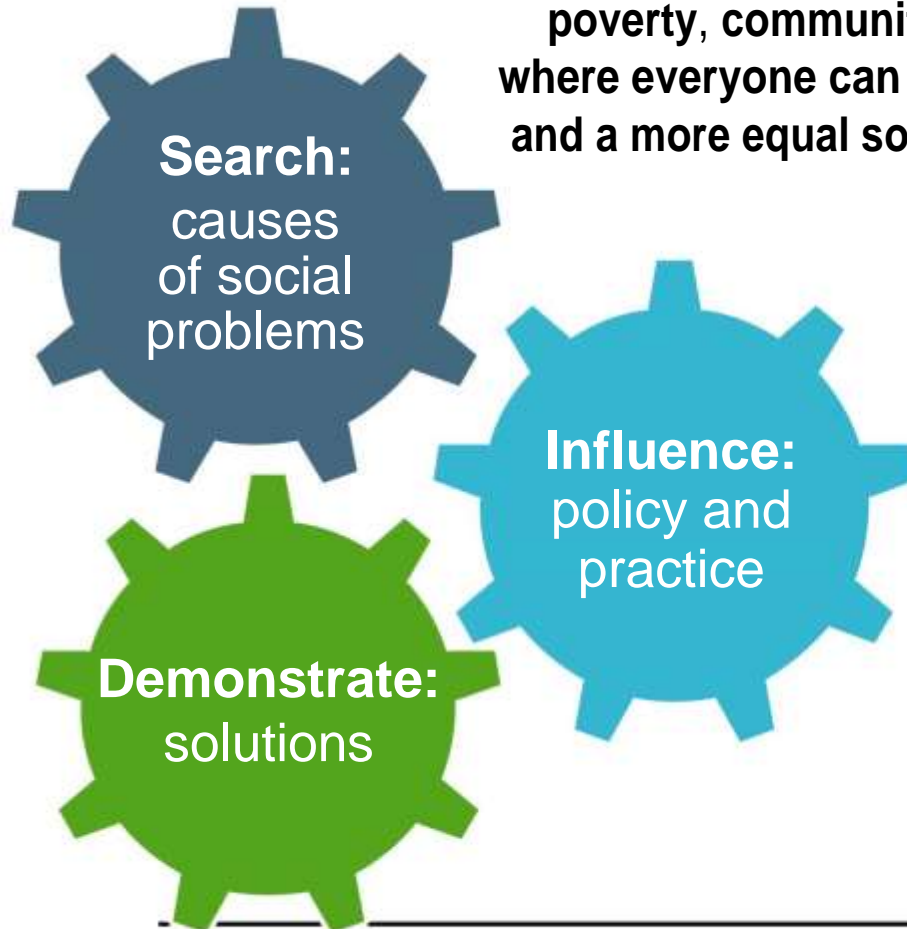 poverty, communit
where everyone can
and a more equal so
Search:
causes
of social
problems
Influence:
policy and
practice
Demonstrate:
solutions